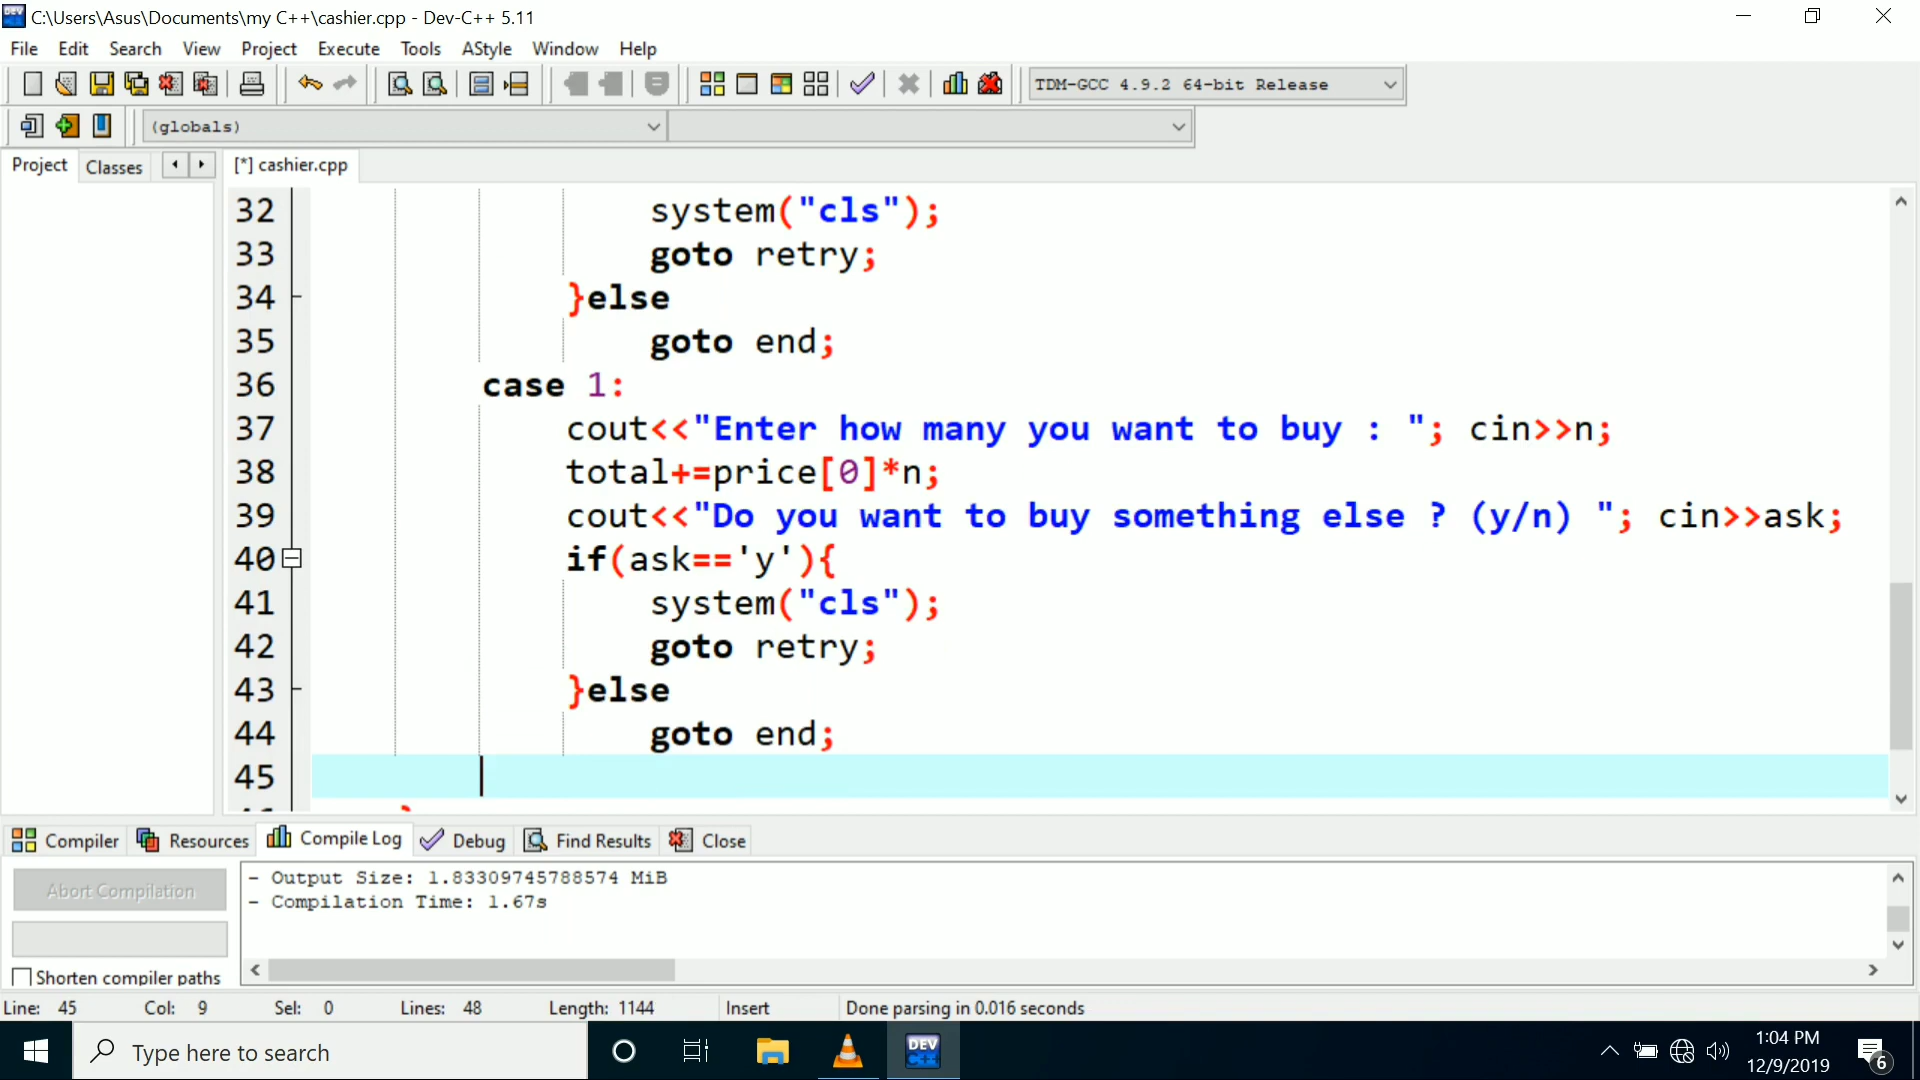 C:\Users\Asus\Documents\my C++\cashier.cpp - Dev-C++ 5.11
File Edit Search View Project Execute Tools AStyle Window Help
TDM-GCC 4.9.2 64-bit Release
(globals)
Project Classes [*] cashier.cpp
32 system("cls");
33 goto retry;
34 }else
35 goto end;
36 case 1:
37 cout<<"Enter how many you want to buy : "; cin>>n;
38 total+=price[0]*n;
39 cout<<"Do you want to buy something else ? (y/n) "; cin>>ask;
40 if(ask=='y'){
41 system("cls");
42 goto retry;
43 }else
44 goto end;
45
Compiler Resources Compile Log Debug Find Results Close
Abort Compilation
- Output Size: 1.83309745788574 MiB
- Compilation Time: 1.67s
Shorten compiler paths
Line: 45 Col: 9 Sel: 0 Lines: 48 Length: 1144 Insert Done parsing in 0.016 seconds
Type here to search
DEV C++
1:04 PM
12/9/2019
6